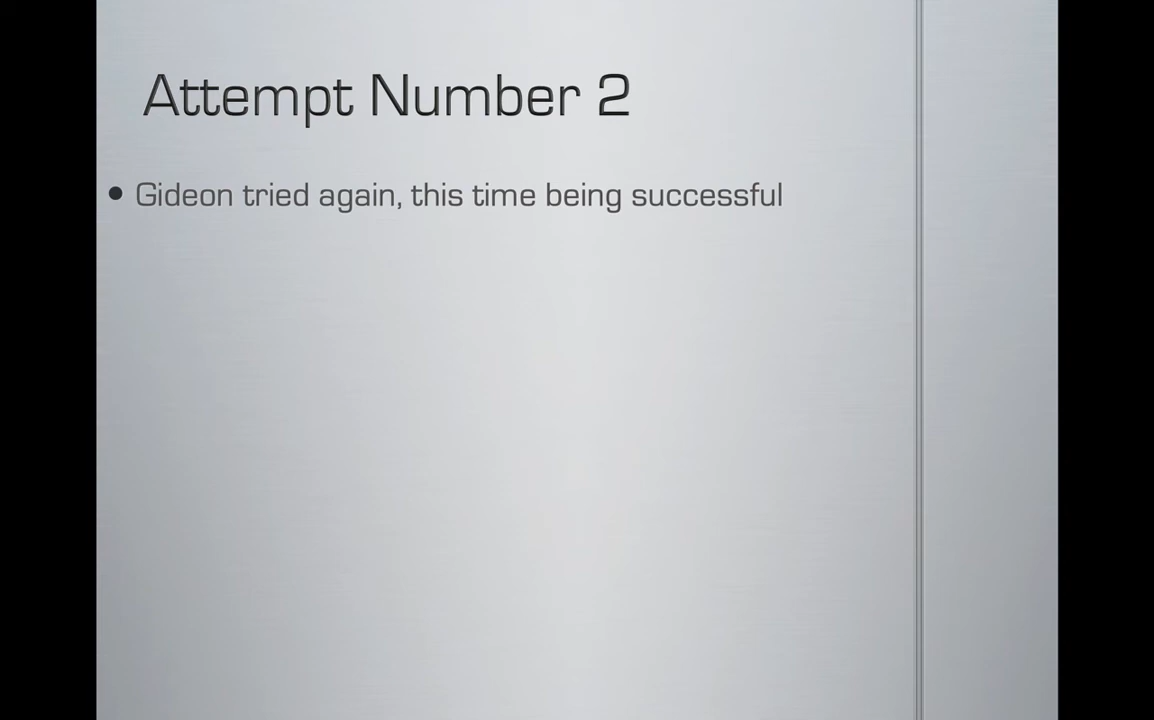 Attempt Number 2
• Gideon tried again, this time being successful